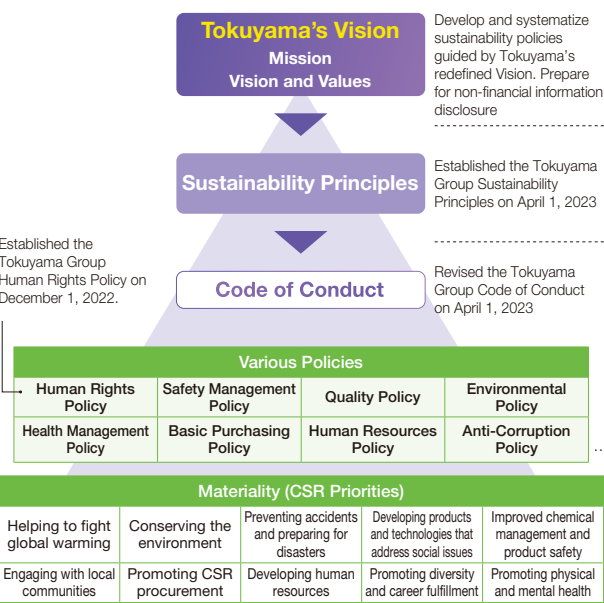 Tokuyama's Vision
Mission
Vision and Values
Develop and systematize
sustainability policies
guided by Tokuyama's
redefined Vision. Prepare
for non-financial information
disclosure
Sustainability Principles
Established the Tokuyama
Group Sustainability
Principles on April 1, 2023
Established the
Tokuyama Group
Human Rights Policy on
December 1, 2022.
Code of Conduct
Revised the Tokuyama
Group Code of Conduct
on April 1, 2023
Various Policies
Human Rights
Policy
Safety Management
Policy
Quality Policy
Environmental
Policy
Health Management
Policy
Basic Purchasing
Policy
Human Resources
Policy
Anti-Corruption
Policy
..
Materiality (CSR Priorities)
Helping to fight
global warming
Conserving the
environment
Preventing accidents
and preparing for
disasters
Developing products
and technologies that
address social issues
Improved chemical
management and
product safety
Engaging with local
communities
Promoting CSR
procurement
Developing human
resources
Promoting diversity
and career fulfillment
Promoting physical
and mental health